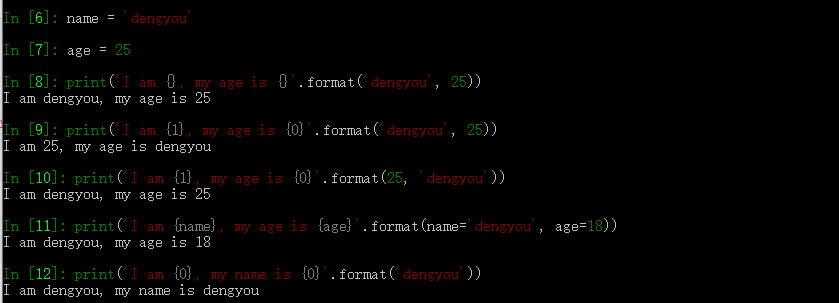 In [6]: name = 'dengyou'
In [7]: age = 25
In [8]: print('I am {}, my age is {}'.format('dengyou', 25))
I am dengyou, my age is 25
In [9]: print('I am {1}, my age is {0}'.format('dengyou', 25))
I am 25, my age is dengyou
In [10]: print('I am {1}, my age is {0}'.format(25, 'dengyou'))
I am dengyou, my age is 25
In [11]: print('I am {name}, my age is {age}'.format(name='dengyou', age=18))
I am dengyou, my age is 18
In [12]: print('I am {0}, my name is {0}'.format('dengyou'))
I am dengyou, my name is dengyou